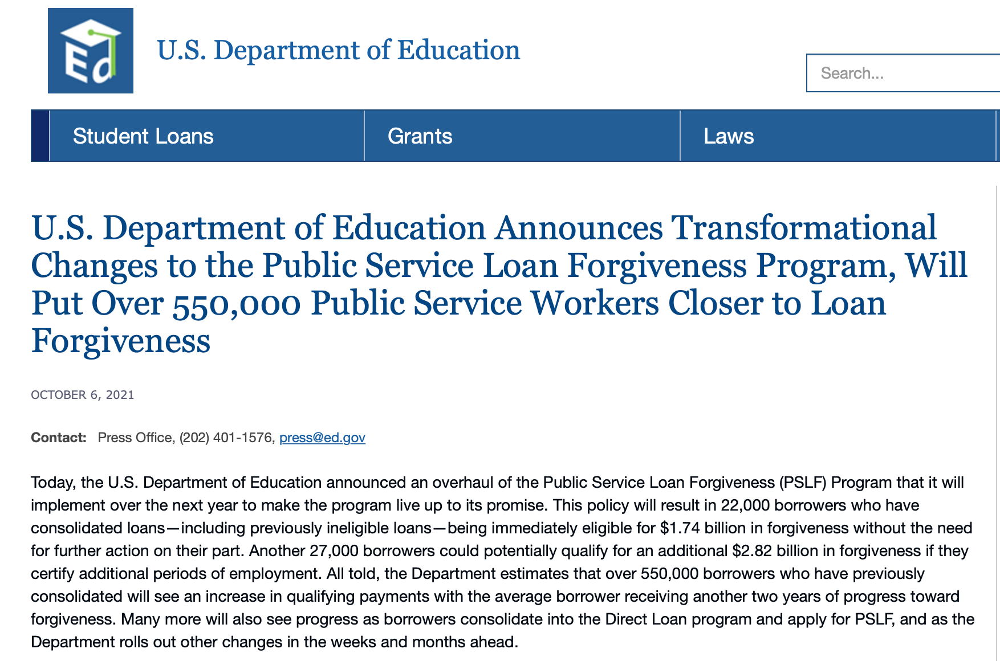 Ed
U.S. Department of Education
Search...
Student Loans
Grants
Laws
U.S. Department of Education Announces Transformational
Changes to the Public Service Loan Forgiveness Program, Will
Put Over 550,000 Public Service Workers Closer to Loan
Forgiveness
OCTOBER 6, 2021
Contact: Press Office, (202) 401-1576, press@ed.gov
Today, the U.S. Department of Education announced an overhaul of the Public Service Loan Forgiveness (PSLF) Program that it will
implement over the next year to make the program live up to its promise. This policy will result in 22,000 borrowers who have
consolidated loans—including previously ineligible loans—being immediately eligible for $1.74 billion in forgiveness without the need
for further action on their part. Another 27,000 borrowers could potentially qualify for an additional $2.82 billion in forgiveness if they
certify additional periods of employment. All told, the Department estimates that over 550,000 borrowers who have previously
consolidated will see an increase in qualifying payments with the average borrower receiving another two years of progress toward
forgiveness. Many more will also see progress as borrowers consolidate into the Direct Loan program and apply for PSLF, and as the
Department rolls out other changes in the weeks and months ahead.